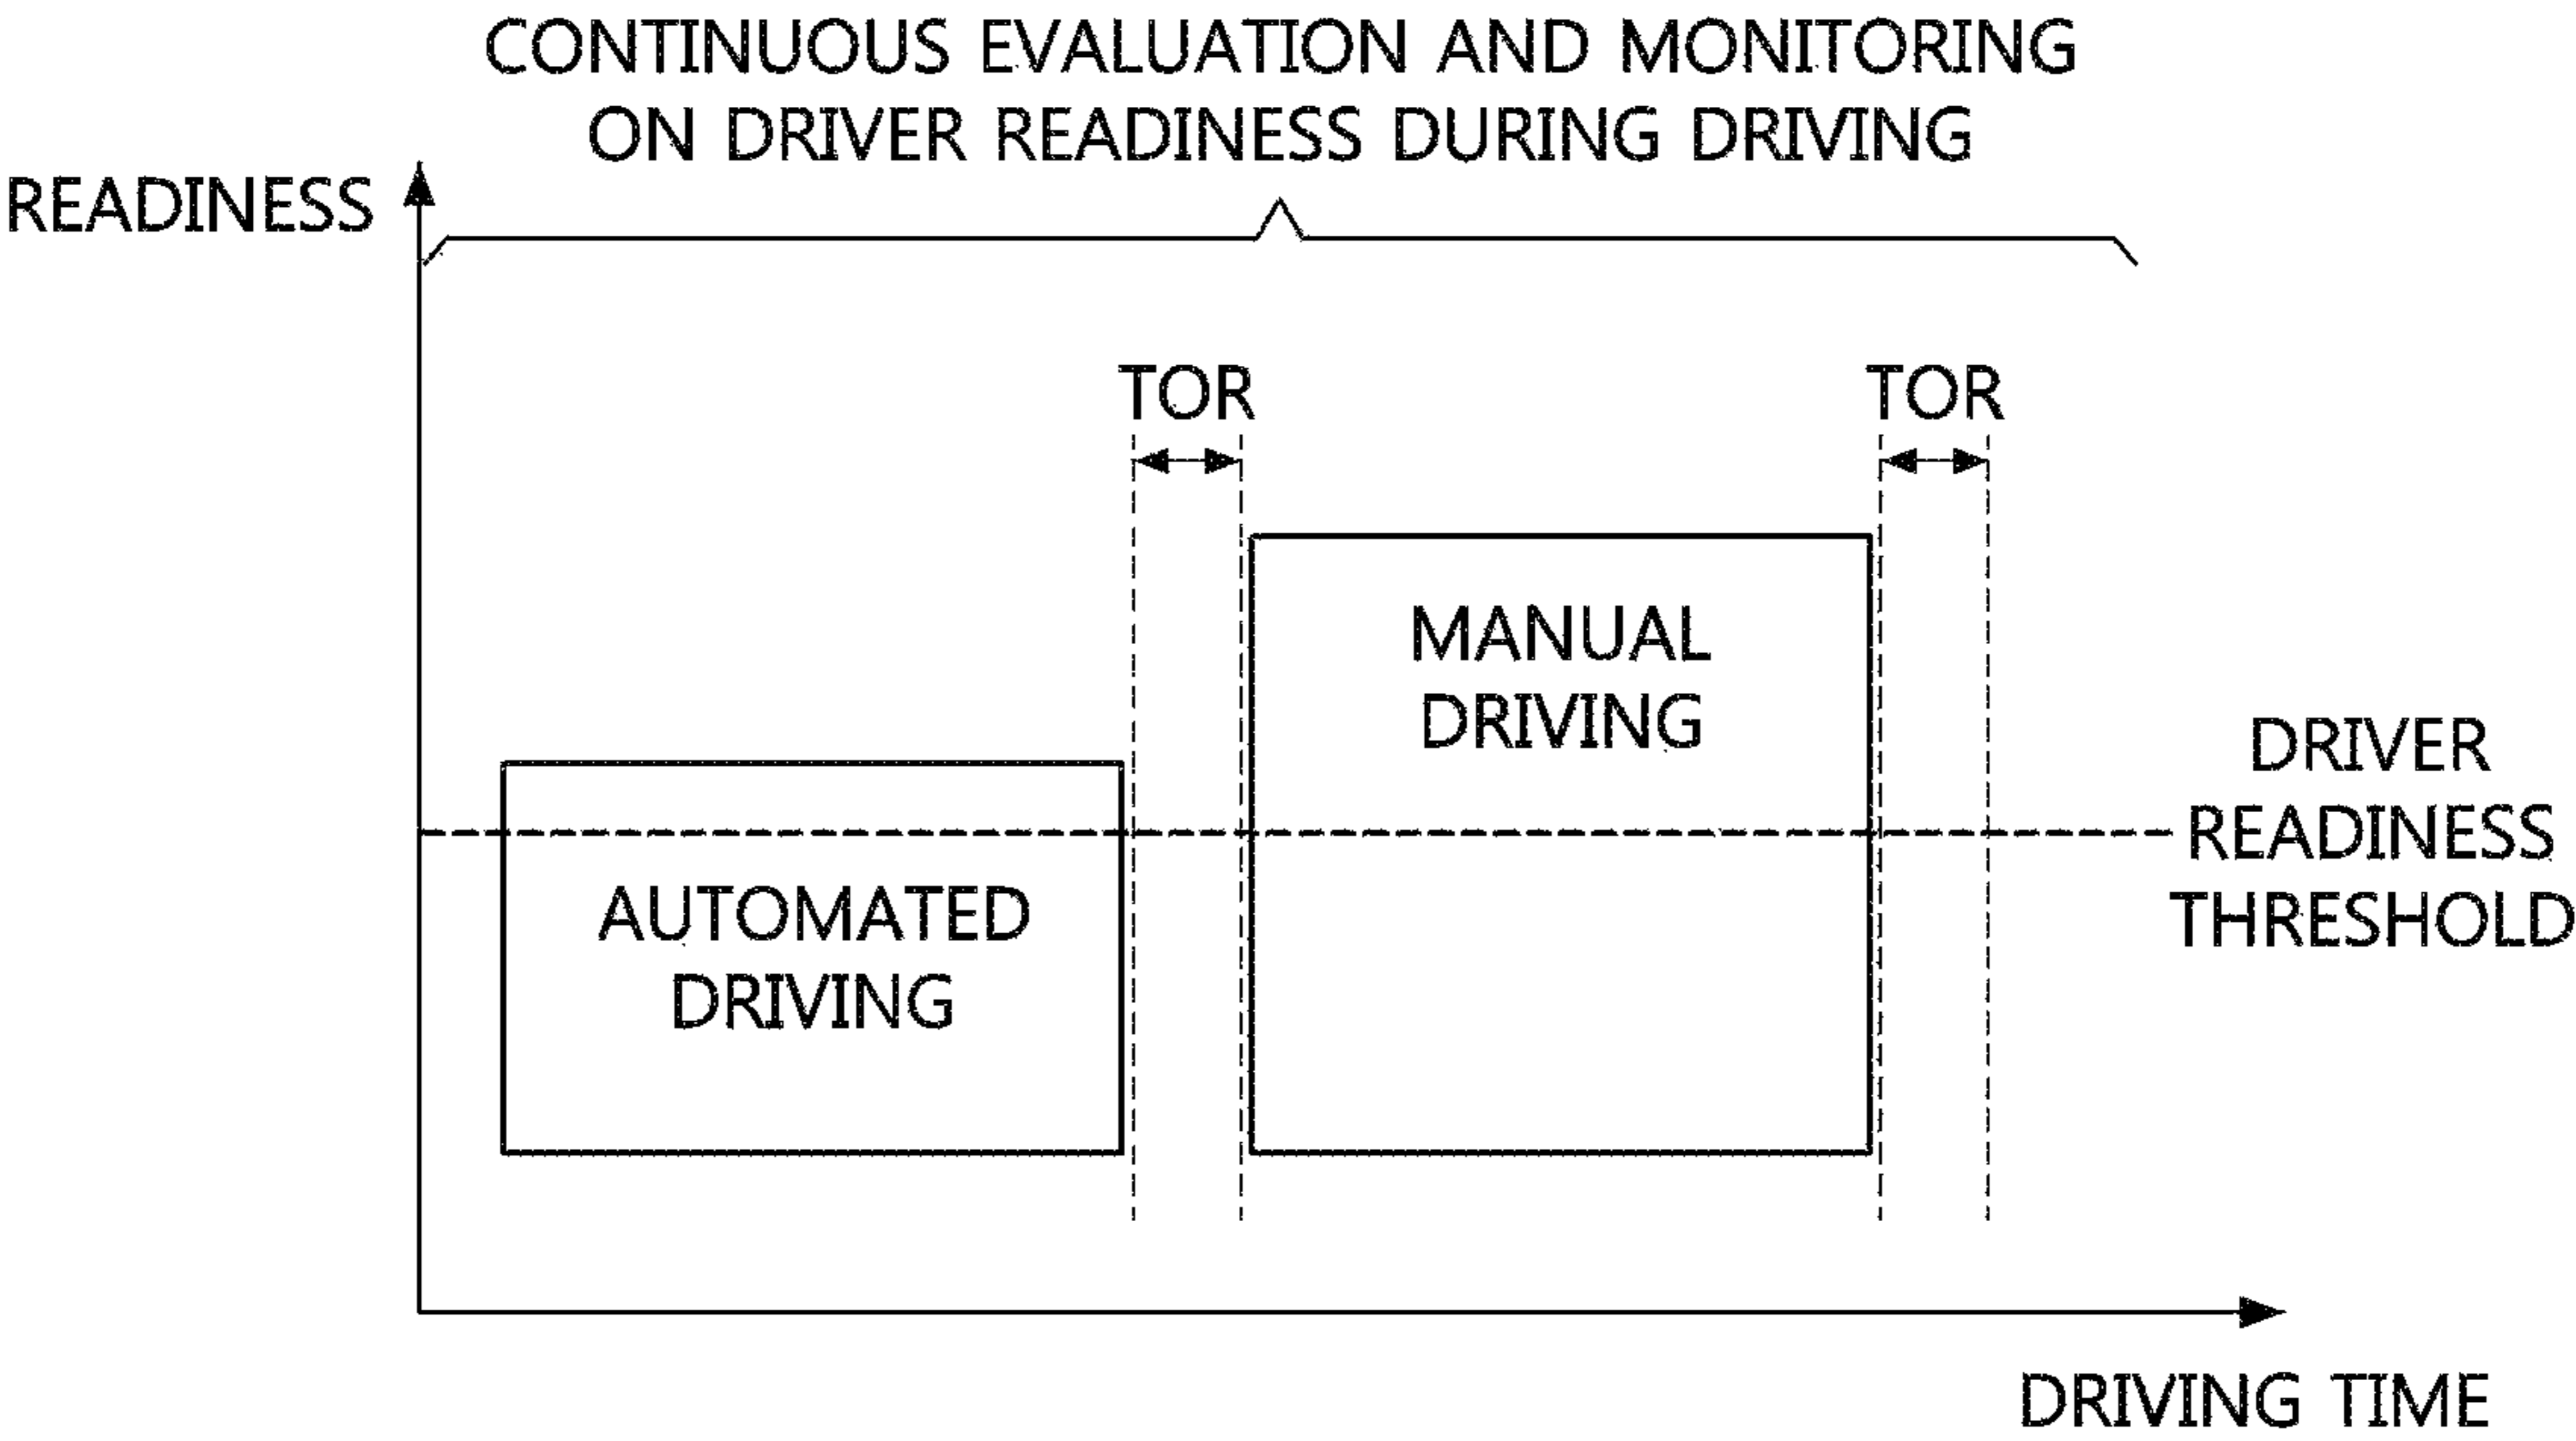 CONTINUOUS EVALUATION AND MONITORING
ON DRIVER READINESS DURING DRIVING
READINESS
TOR
TOR
MANUAL
DRIVING
DRIVER
READINESS
THRESHOLD
AUTOMATED
DRIVING
DRIVING TIME